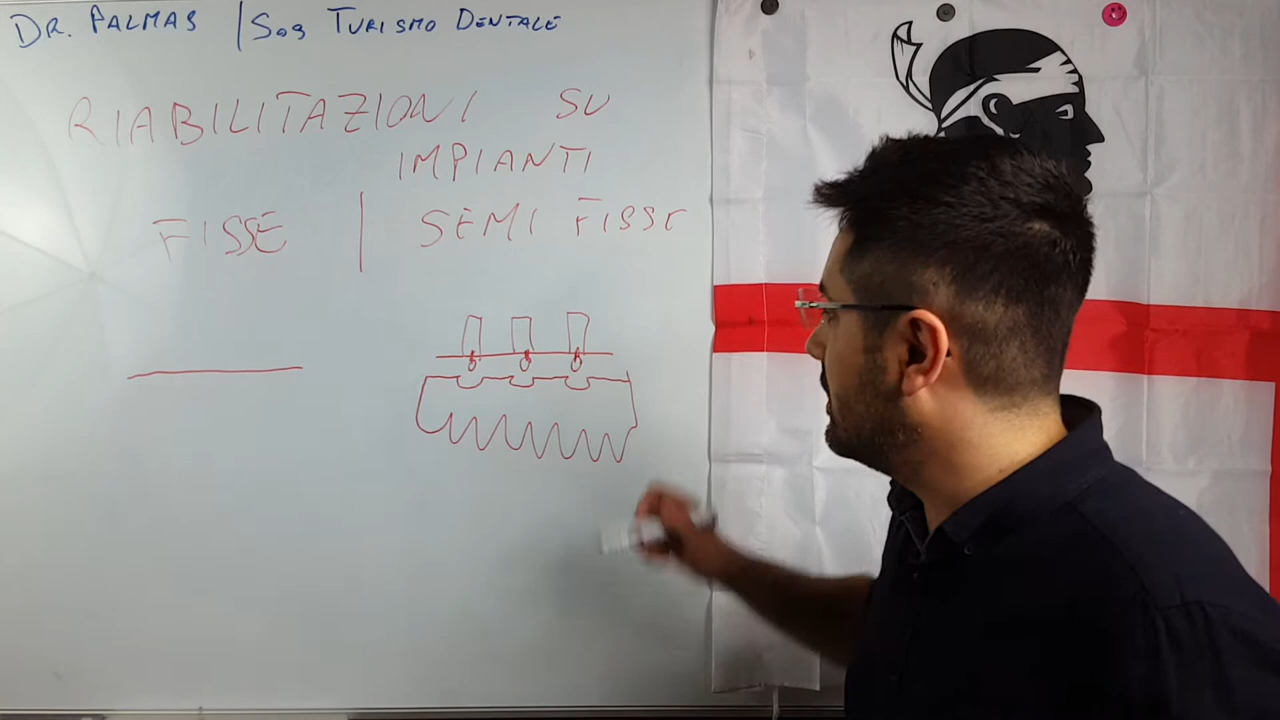 DR. PALMAS | SOS TURISMO DENTALE
RIABILITAZIONI SU
IMPIANTI
FISSE | SEMI FISSE